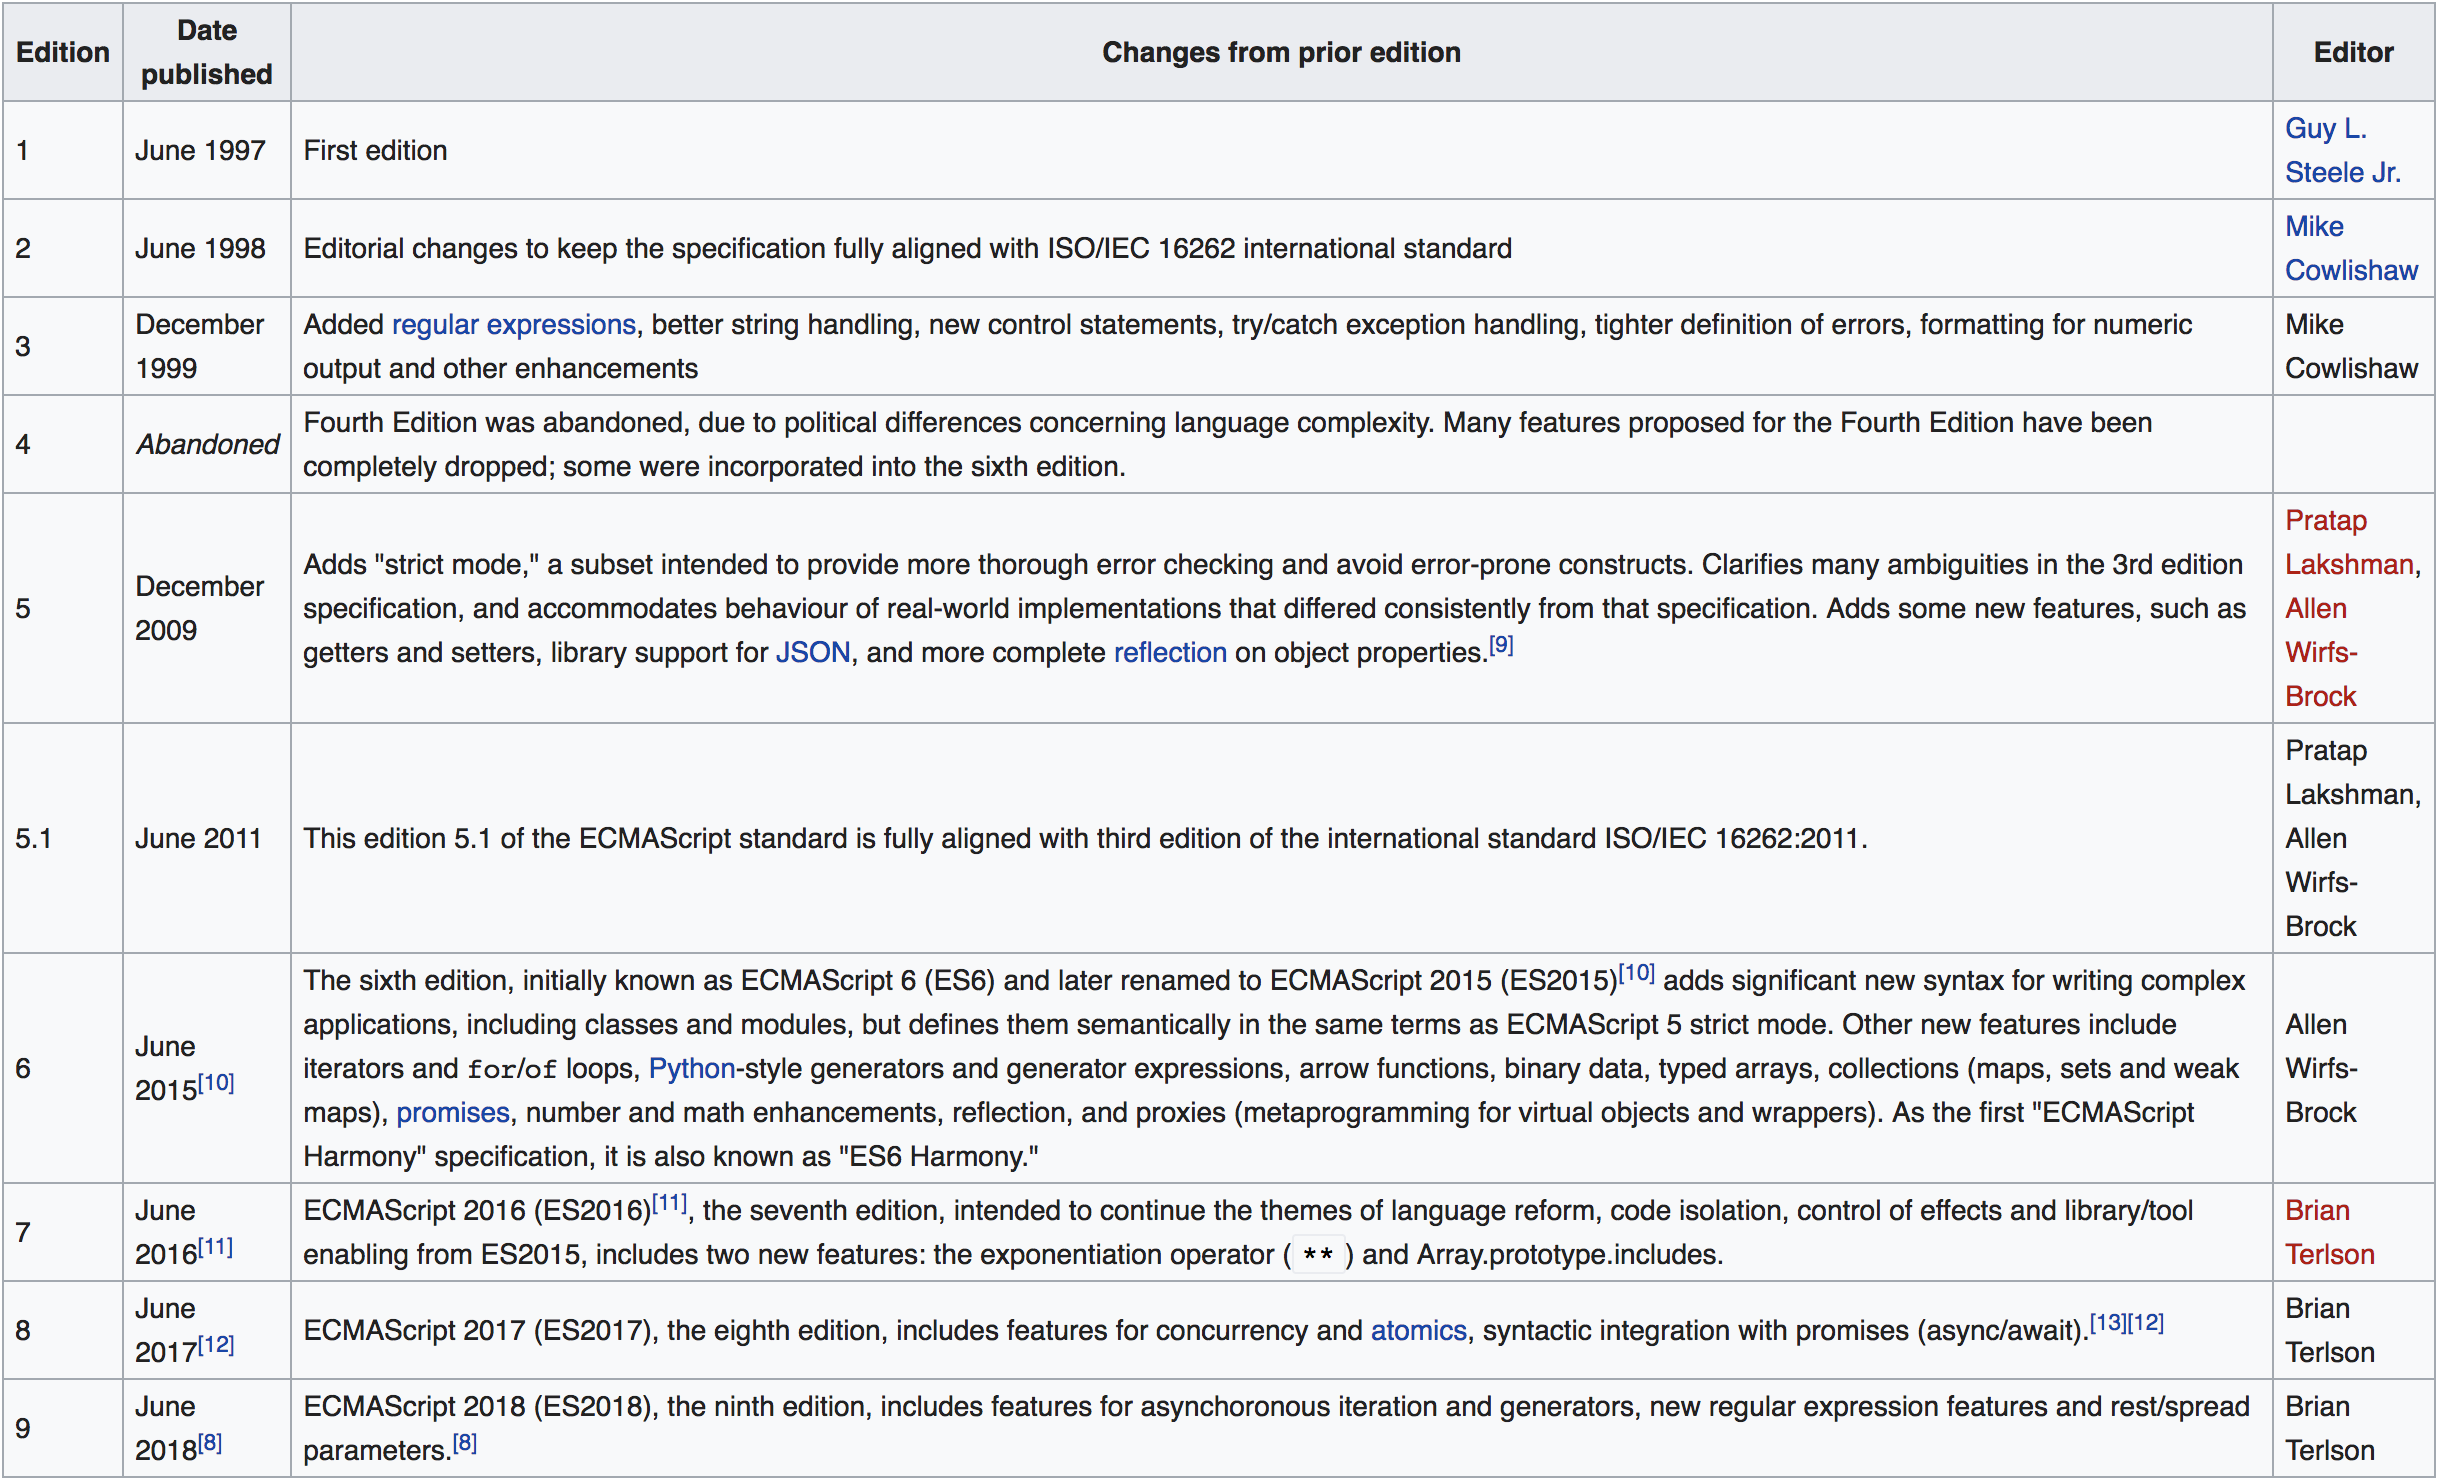 Edition
Date
published
Changes from prior edition
Editor
1
June 1997
First edition
Guy L.
Steele Jr.
2
June 1998
Editorial changes to keep the specification fully aligned with ISO/IEC 16262 international standard
Mike
Cowlishaw
3
December
1999
Added regular expressions, better string handling, new control statements, try/catch exception handling, tighter definition of errors, formatting for numeric
output and other enhancements
Mike
Cowlishaw
4
Abandoned
Fourth Edition was abandoned, due to political differences concerning language complexity. Many features proposed for the Fourth Edition have been
completely dropped; some were incorporated into the sixth edition.
5
December
2009
Adds "strict mode," a subset intended to provide more thorough error checking and avoid error-prone constructs. Clarifies many ambiguities in the 3rd edition
specification, and accommodates behaviour of real-world implementations that differed consistently from that specification. Adds some new features, such as
getters and setters, library support for JSON, and more complete reflection on object properties.[9]
Pratap
Lakshman,
Allen
Wirfs-
Brock
5.1
June 2011
This edition 5.1 of the ECMAScript standard is fully aligned with third edition of the international standard ISO/IEC 16262:2011.
Pratap
Lakshman,
Allen
Wirfs-
Brock
6
June
2015[10]
The sixth edition, initially known as ECMAScript 6 (ES6) and later renamed to ECMAScript 2015 (ES2015)[10] adds significant new syntax for writing complex
applications, including classes and modules, but defines them semantically in the same terms as ECMAScript 5 strict mode. Other new features include
iterators and for/of loops, Python-style generators and generator expressions, arrow functions, binary data, typed arrays, collections (maps, sets and weak
maps), promises, number and math enhancements, reflection, and proxies (metaprogramming for virtual objects and wrappers). As the first "ECMAScript
Harmony" specification, it is also known as "ES6 Harmony."
Allen
Wirfs-
Brock
7
June
2016[11]
ECMAScript 2016 (ES2016)[11], the seventh edition, intended to continue the themes of language reform, code isolation, control of effects and library/tool
enabling from ES2015, includes two new features: the exponentiation operator ( ** ) and Array.prototype.includes.
Brian
Terlson
8
June
2017[12]
ECMAScript 2017 (ES2017), the eighth edition, includes features for concurrency and atomics, syntactic integration with promises (async/await).[13][12]
Brian
Terlson
9
June
2018[8]
ECMAScript 2018 (ES2018), the ninth edition, includes features for asynchoronous iteration and generators, new regular expression features and rest/spread
parameters.[8]
Brian
Terlson